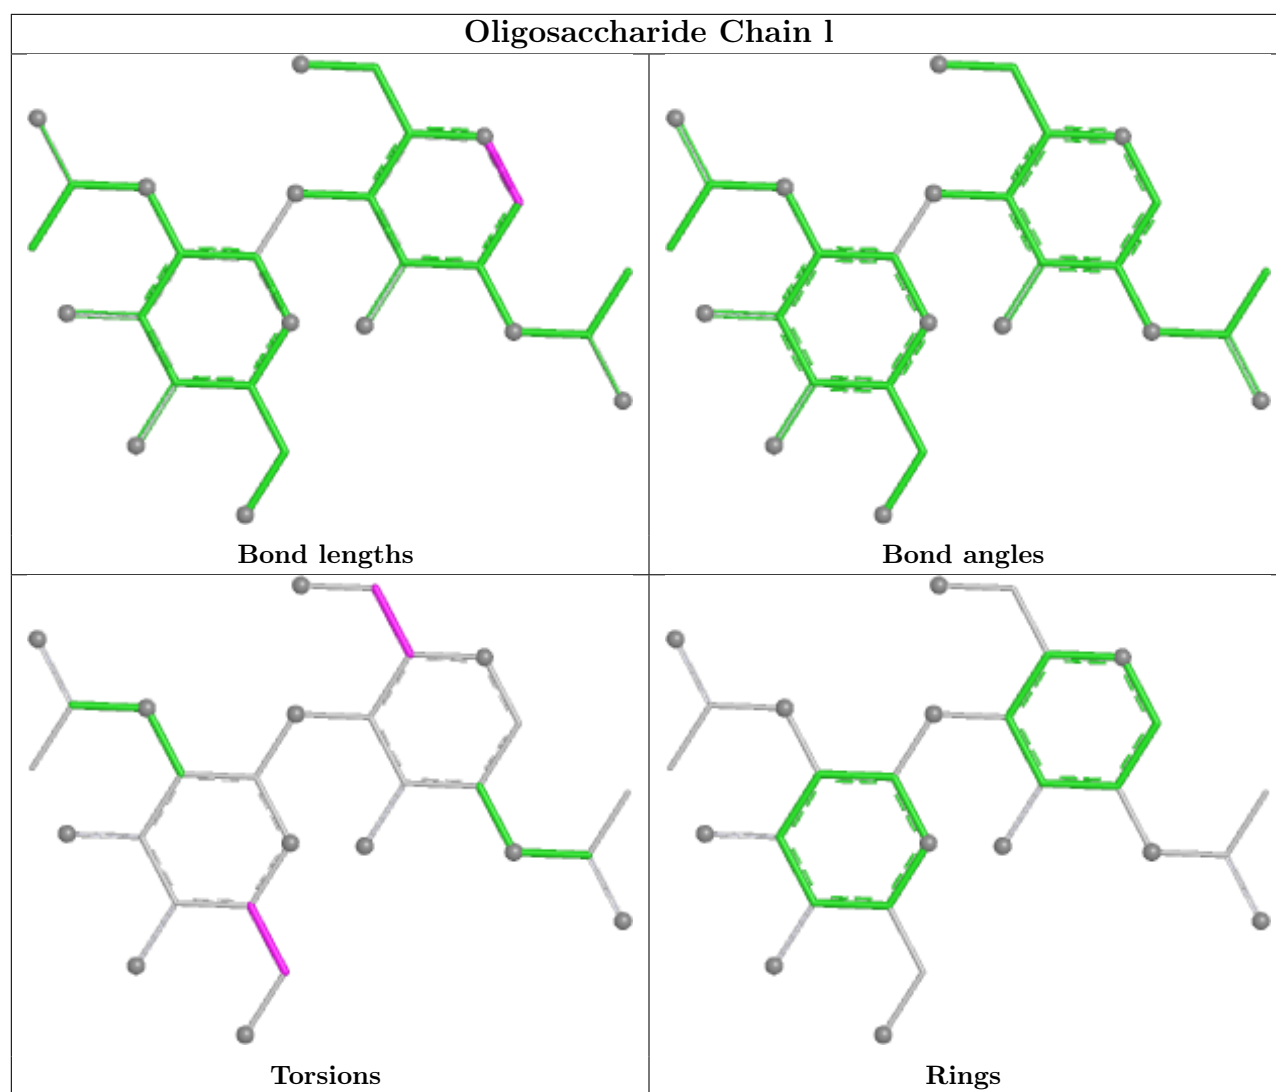 Oligosaccharide Chain l
Bond lengths
Bond angles
Torsions
Rings